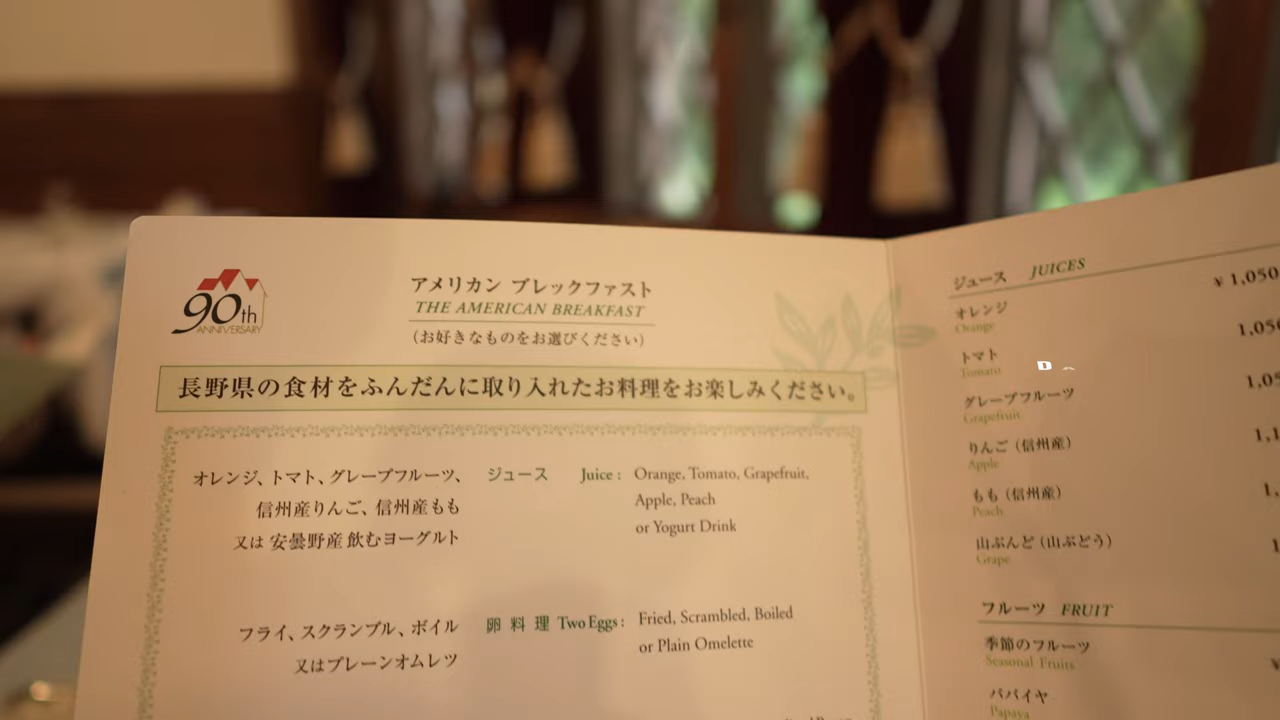 90th
ANNIVERSARY
アメリカン ブレックファスト
THE AMERICAN BREAKFAST
(お好きなものをお選びください)
長野県の食材をふんだんに取り入れたお料理をお楽しみください。
オレンジ、トマト、グレープフルーツ、 ジュース Juice : Orange, Tomato, Grapefruit,
信州産りんご、信州産もも Apple, Peach
又は 安曇野産 飲むヨーグルト or Yogurt Drink
フライ、スクランブル、ボイル 卵 料 理 Two Eggs : Fried, Scrambled, Boiled
又はプレーンオムレツ or Plain Omelette
ジュース JUICES
オレンジ ¥ 1,050
Orange
トマト
Tomato
グレープフルーツ
Grapefruit
りんご (信州産)
Apple
もも (信州産)
Peach
山ぶんど (山ぶどう)
Grape
フルーツ FRUIT
季節のフルーツ
Seasonal Fruits
パパイヤ
Papaya